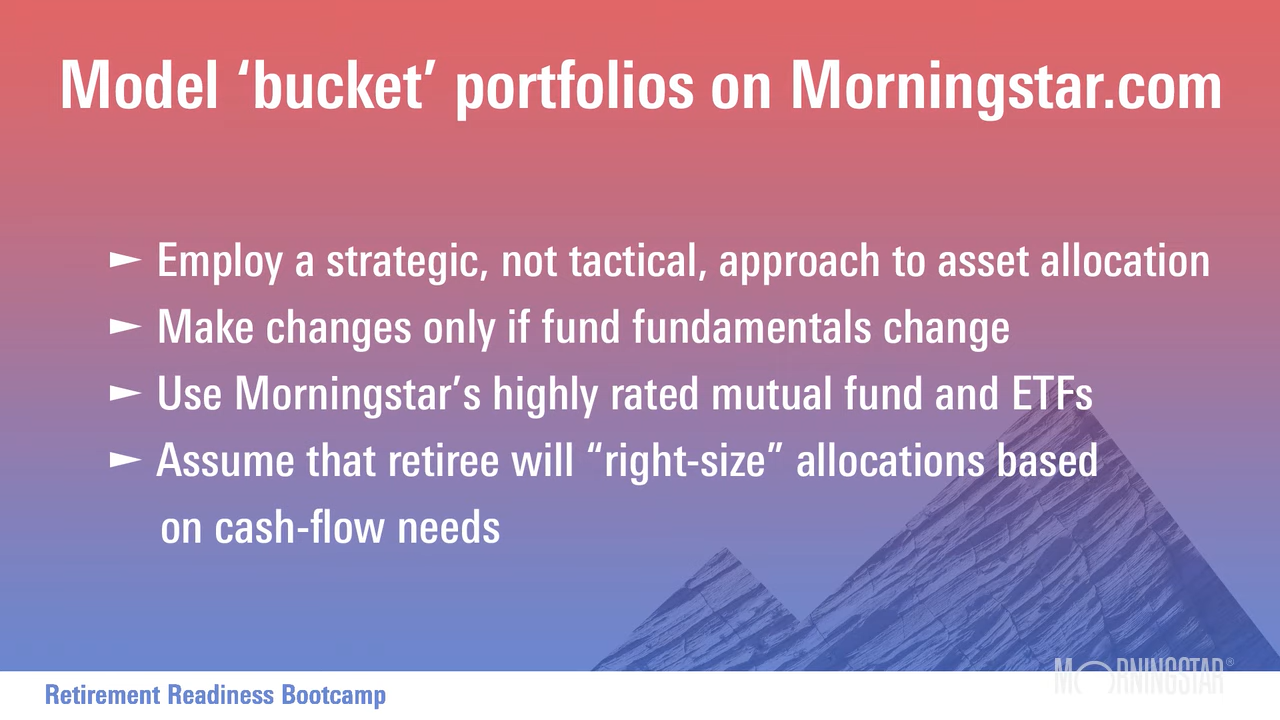 Model ‘bucket’ portfolios on Morningstar.com
► Employ a strategic, not tactical, approach to asset allocation
► Make changes only if fund fundamentals change
► Use Morningstar’s highly rated mutual fund and ETFs
► Assume that retiree will “right-size” allocations based
on cash-flow needs
MORNINGSTAR®
Retirement Readiness Bootcamp